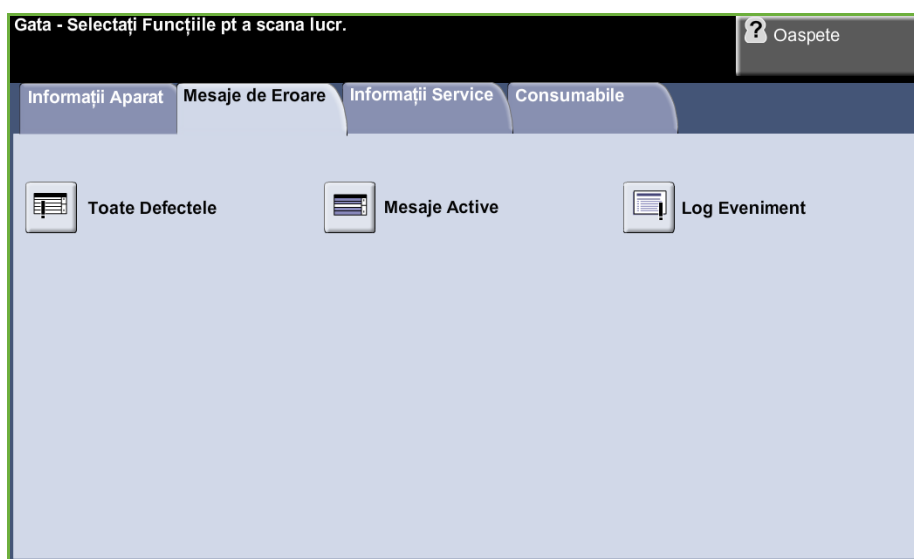 Gata - Selectați Funcțiile pt a scana lucr.
Oaspete
Informații Aparat Mesaje de Eroare Informații Service Consumabile
Toate Defectele Mesaje Active Log Eveniment